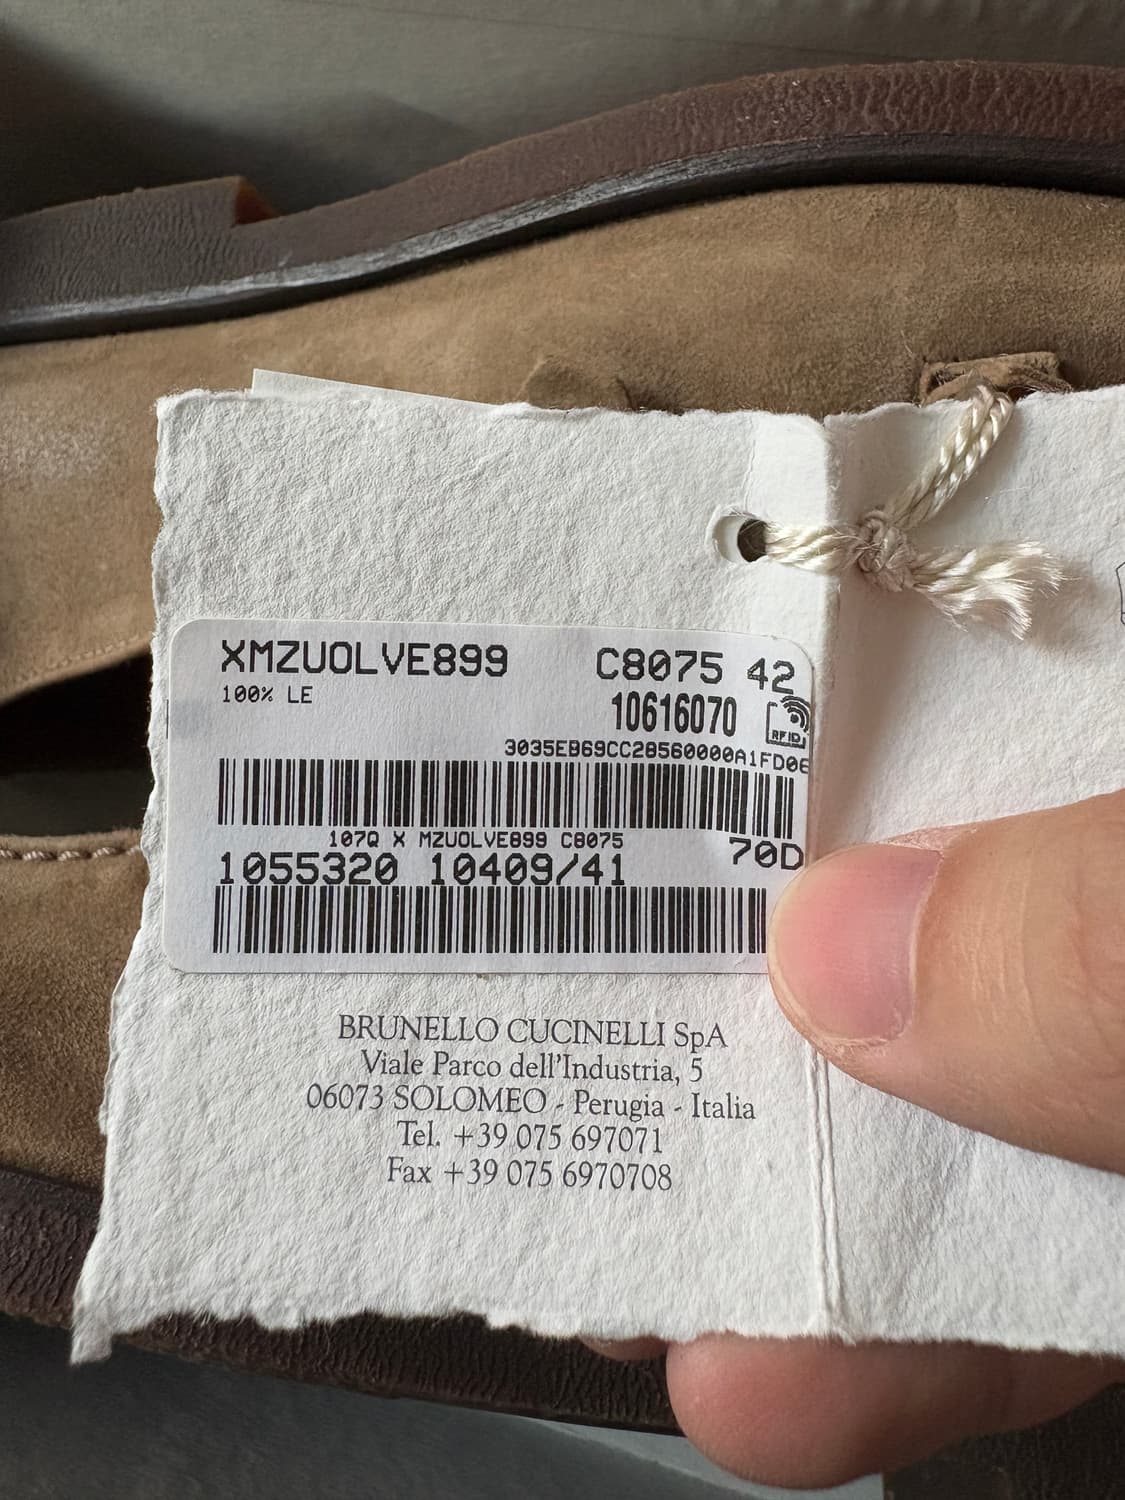 XMZUOLVE899 C8075 42
100% LE 10616070
RFID
3035EB69CC28560000A1FD0E
107Q X MZUOLVE899 C8075
1055320 10409/41 70D
BRUNELLO CUCINELLI SpA
Viale Parco dell'Industria, 5
06073 SOLOMEO - Perugia - Italia
Tel. +39 075 697071
Fax +39 075 6970708